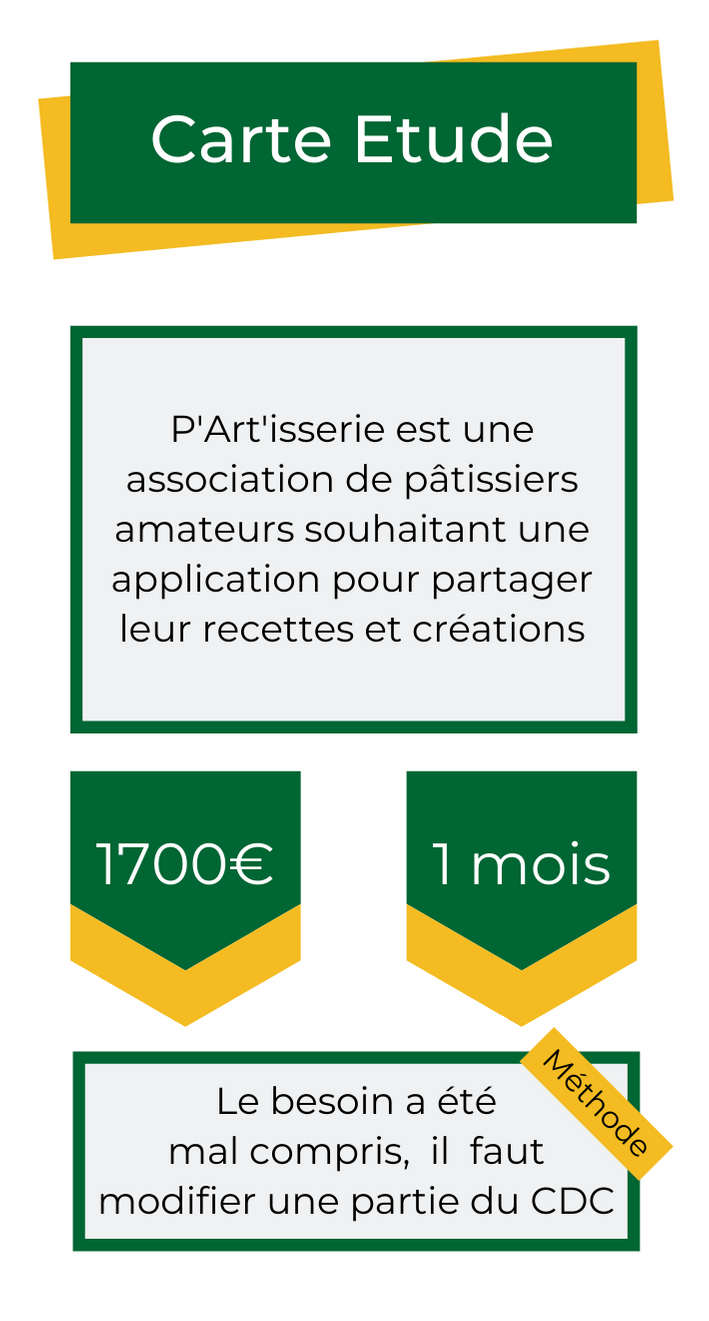 Carte Etude
P'Art'isserie est une
association de pâtissiers
amateurs souhaitant une
application pour partager
leur recettes et créations
1700€
1 mois
Méthode
Le besoin a été
mal compris, il faut
modifier une partie du CDC